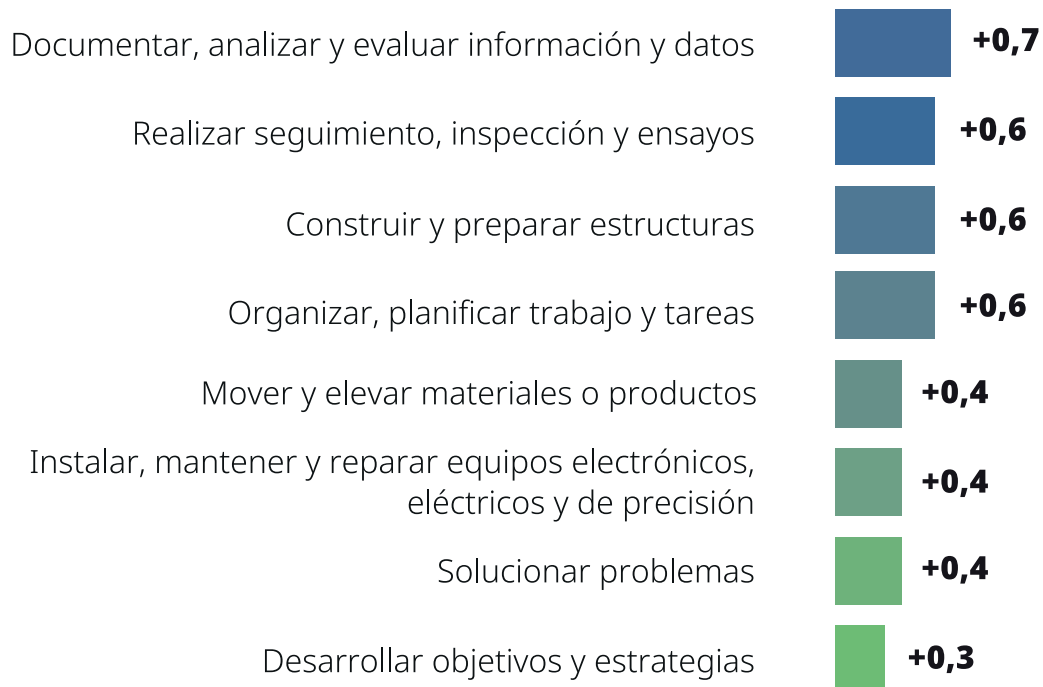 Documentar, analizar y evaluar información y datos +0,7
Realizar seguimiento, inspección y ensayos +0,6
Construir y preparar estructuras +0,6
Organizar, planificar trabajo y tareas +0,6
Mover y elevar materiales o productos +0,4
Instalar, mantener y reparar equipos electrónicos,
eléctricos y de precisión +0,4
Solucionar problemas +0,4
Desarrollar objetivos y estrategias +0,3